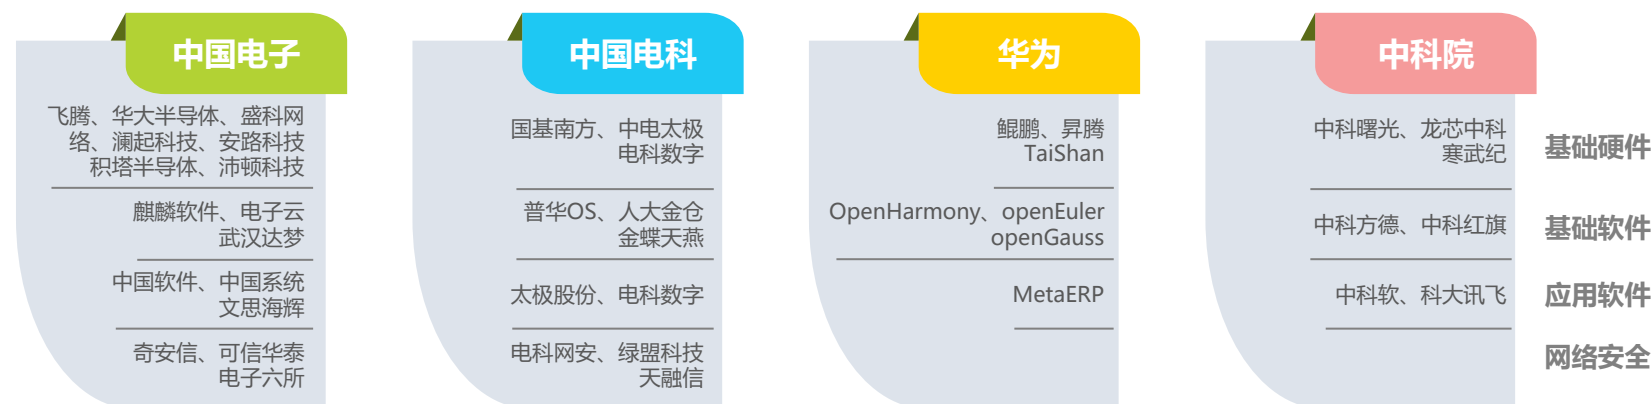 中国电子
飞腾、华大半导体、盛科网
络、澜起科技、安路科技
积塔半导体、沛顿科技
麒麟软件、电子云
武汉达梦
中国软件、中国系统
文思海辉
奇安信、可信华泰
电子六所
中国电科
国基南方、中电太极
电科数字
普华OS、人大金仓
金蝶天燕
太极股份、电科数字
电科网安、绿盟科技
天融信
华为
鲲鹏、昇腾
TaiShan
OpenHarmony、openEuler
openGauss
MetaERP
中科院
中科曙光、龙芯中科
寒武纪
中科方德、中科红旗
中科软、科大讯飞
基础硬件
基础软件
应用软件
网络安全